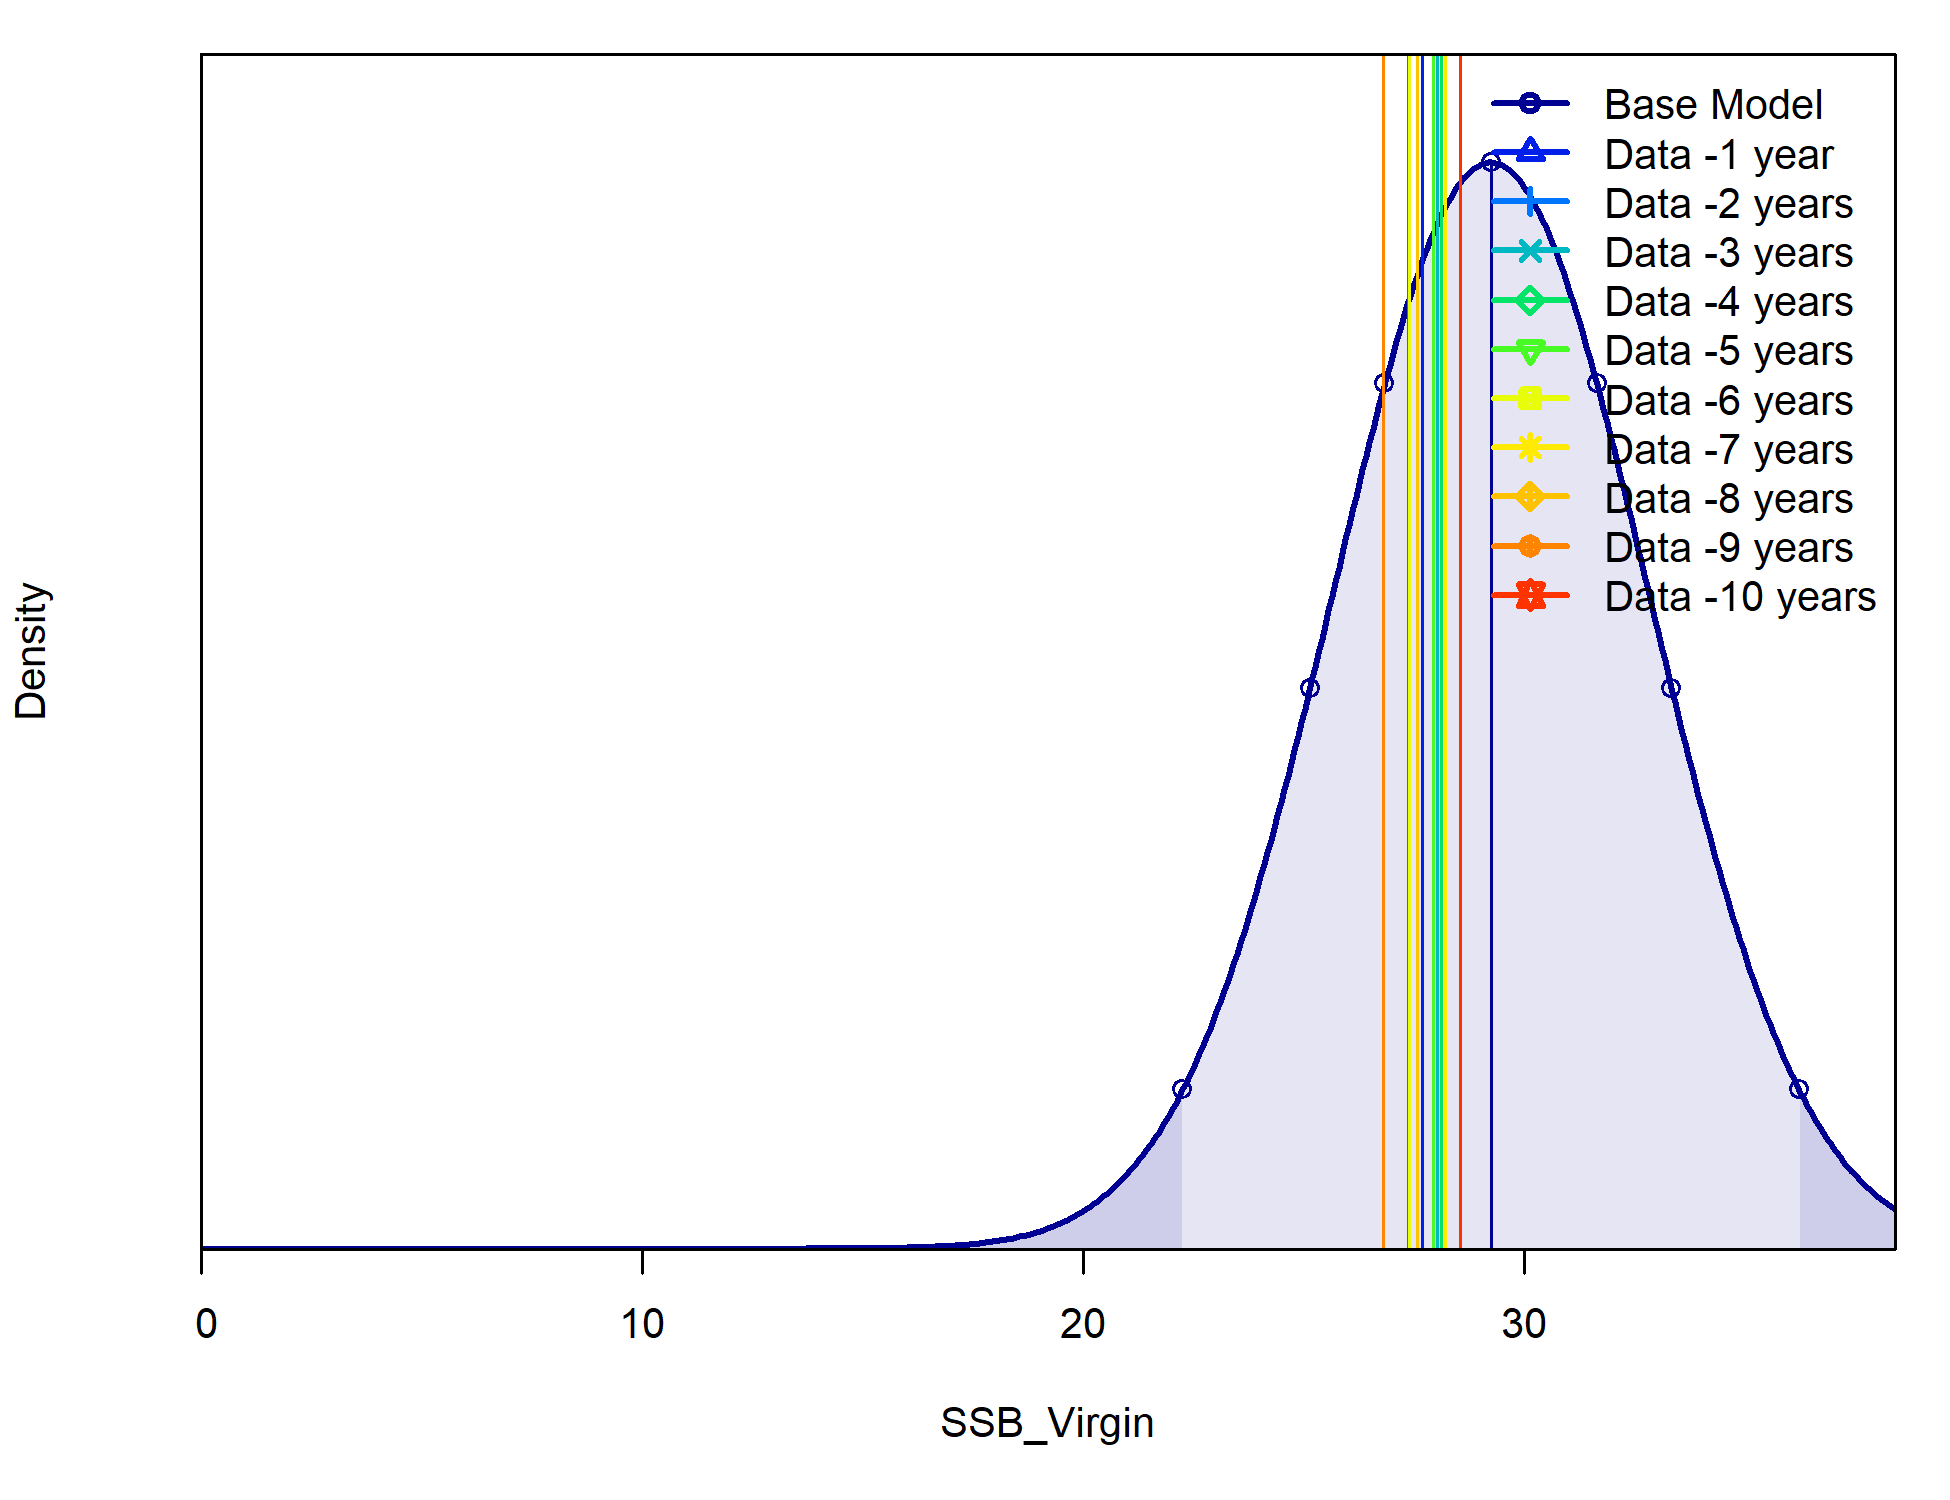 Base Model
Data -1 year
Data -2 years
Data -3 years
Data -4 years
Data -5 years
Data -6 years
Data -7 years
Data -8 years
Data -9 years
Data -10 years
Density
0 10 20 30
SSB_Virgin